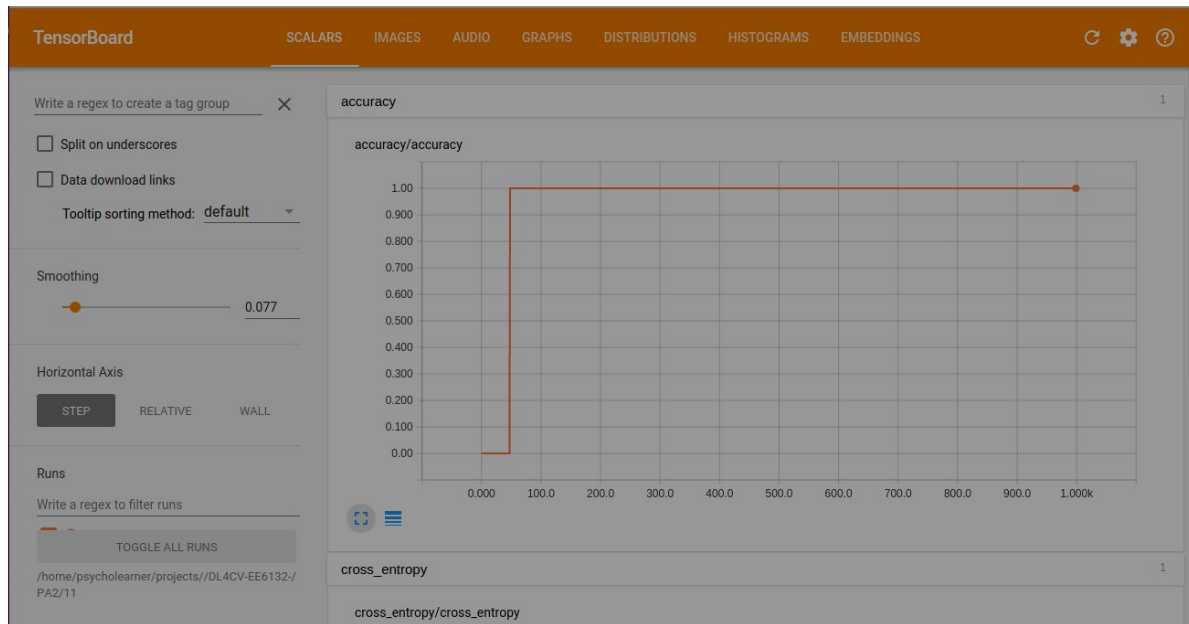 TensorBoard SCALARS IMAGES AUDIO GRAPHS DISTRIBUTIONS HISTOGRAMS EMBEDDINGS
Write a regex to create a tag group
Split on underscores
Data download links
Tooltip sorting method: default
Smoothing
0.077
Horizontal Axis
STEP RELATIVE WALL
Runs
Write a regex to filter runs
TOGGLE ALL RUNS
/home/psycholearner/projects//DL4CV-EE6132-/
PA2/11
accuracy 1
accuracy/accuracy
1.00
0.900
0.800
0.700
0.600
0.500
0.400
0.300
0.200
0.100
0.00
0.000 100.0 200.0 300.0 400.0 500.0 600.0 700.0 800.0 900.0 1.000k
cross_entropy 1
cross_entropy/cross_entropy